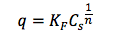 q = K_F C_s^{1/n}